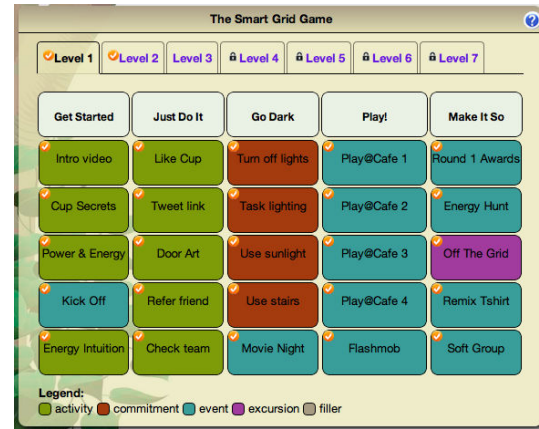 The Smart Grid Game
?
Level 1 Level 2 Level 3 Level 4 Level 5 Level 6 Level 7
Get Started Just Do It Go Dark Play! Make It So
Intro video Like Cup Turn off lights Play@Cafe 1 Round 1 Awards
Cup Secrets Tweet link Task lighting Play@Cafe 2 Energy Hunt
Power & Energy Door Art Use sunlight Play@Cafe 3 Off The Grid
Kick Off Refer friend Use stairs Play@Cafe 4 Remix Tshirt
Energy Intuition Check team Movie Night Flashmob Soft Group
Legend:
activity commitment event excursion filler